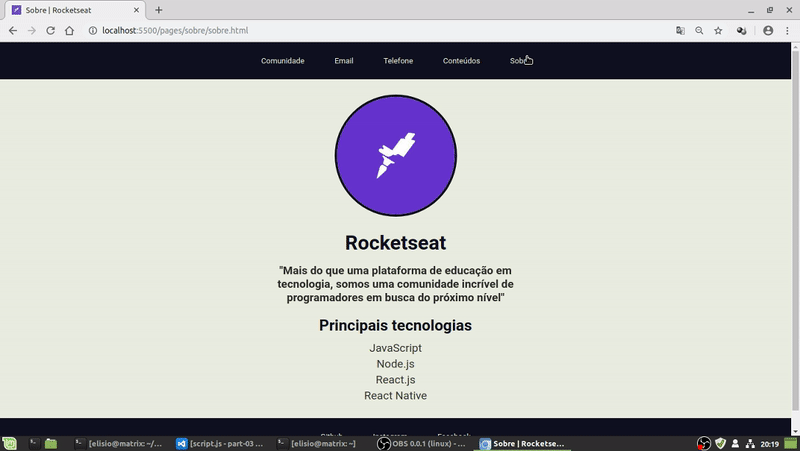 Sobre | Rocketseat
localhost:5500/pages/sobre/sobre.html
Comunidade Email Telefone Conteúdos Sobre
Rocketseat
"Mais do que uma plataforma de educação em
tecnologia, somos uma comunidade incrível de
programadores em busca do próximo nível"
Principais tecnologias
JavaScript
Node.js
React.js
React Native
Github Instagram Facebook
[elisio@matrix: ~/... [script.js - part-03 ... [elisio@matrix: ~] OBS 0.0.1 (linux) - ... Sobre | Rocketse... 20:19